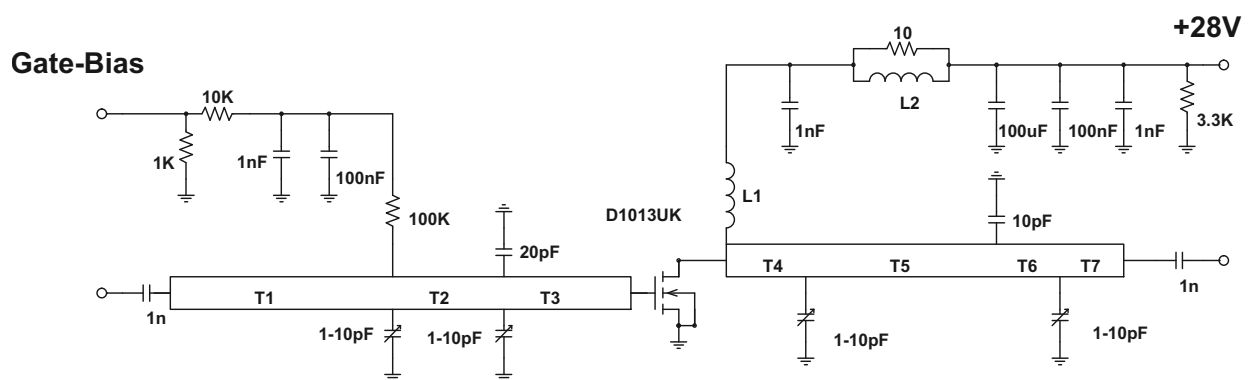 +28V
10
Gate-Bias
L2
10K
1nF
100uF
100nF
1nF
3.3K
1K
1nF
100nF
L1
100K
D1013UK
10pF
20pF
T1
T2
T3
T4
T5
T6
T7
1n
1n
1-10pF
1-10pF
1-10pF
1-10pF